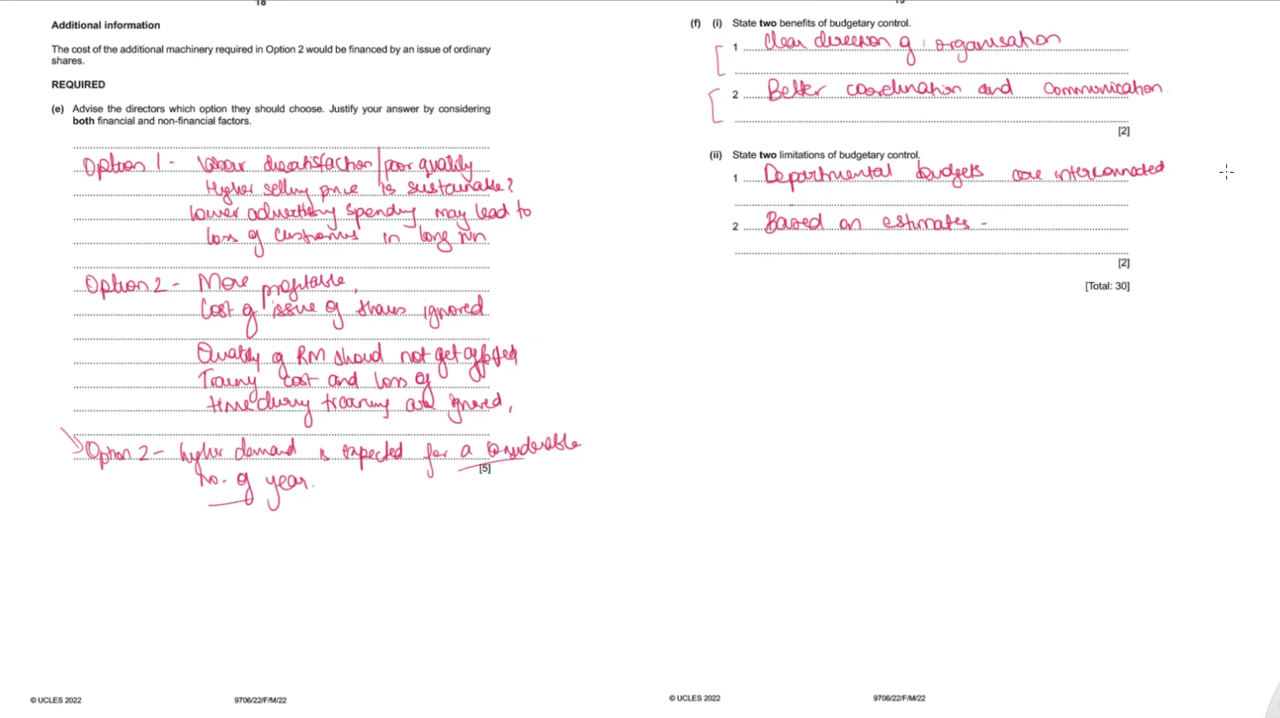 18
Additional information
The cost of the additional machinery required in Option 2 would be financed by an issue of ordinary
shares.
REQUIRED
(e) Advise the directors which option they should choose. Justify your answer by considering
both financial and non-financial factors.
Option 1 - Labour dissatisfaction/poor quality
Higher selling price is sustainable?
Lower advertising spending may lead to
loss of customers in long run
Option 2 - More profitable,
Cost of issue of shares ignored
Quality of RM should not get affected
Training cost and loss of
time during training are ignored,
Option 2 - higher demand is expected for a considerable
[5]
no. of year.
© UCLES 2022
9706/22/F/M/22
(f) (i) State two benefits of budgetary control.
1 Clear direction of organisation
2 Better coordination and communication
[2]
(ii) State two limitations of budgetary control.
1 Departmental budgets are interconnected
2 Based on estimates -
[2]
[Total: 30]
© UCLES 2022
9706/22/F/M/22